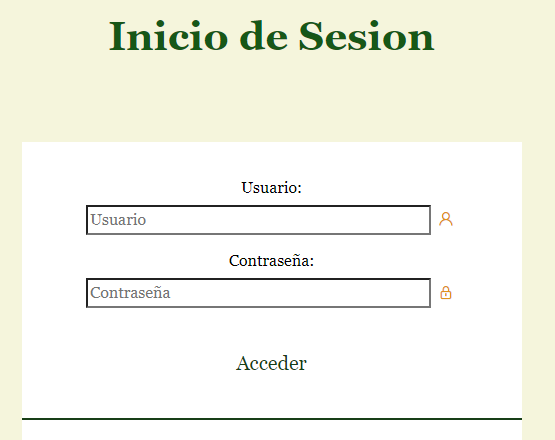 Inicio de Sesion
Usuario:
Usuario
Contraseña:
Contraseña
Acceder